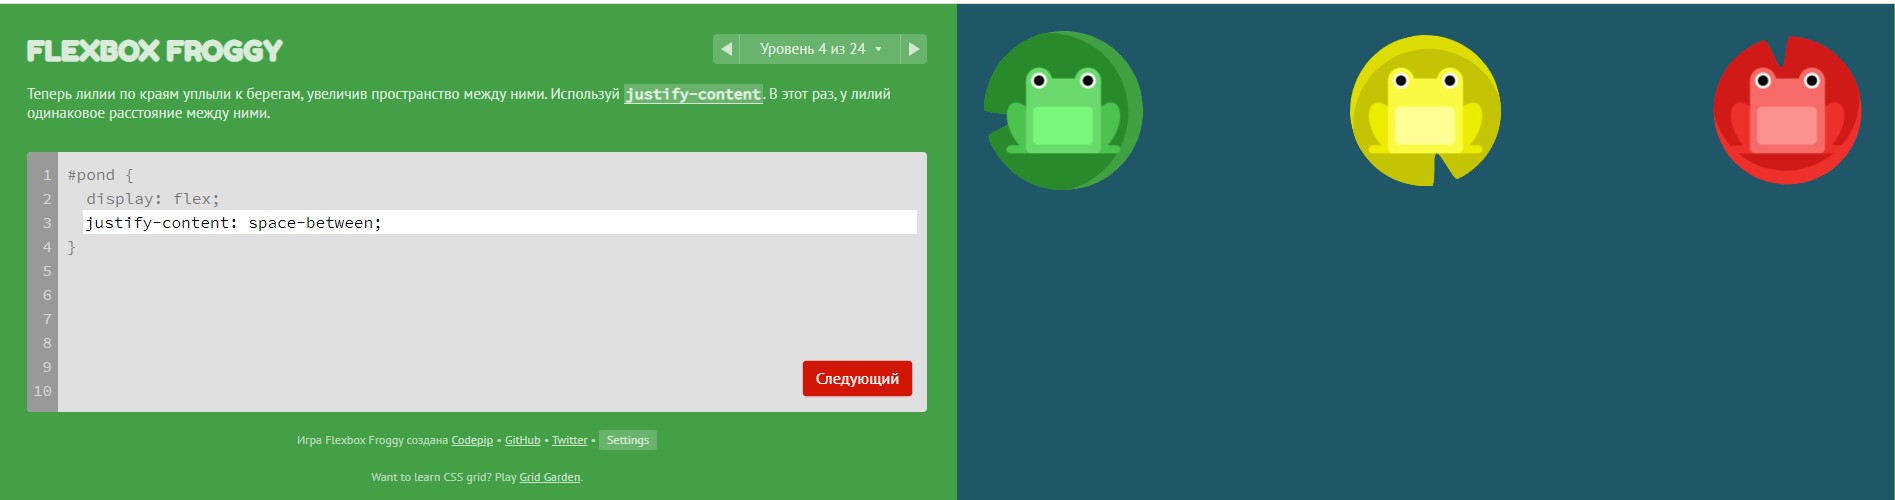 FLEXBOX FROGGY
Уровень 4 из 24
Теперь лилии по краям уплыли к берегам, увеличив пространство между ними. Используй justify-content. В этот раз, у лилий
одинаковое расстояние между ними.
1 #pond {
2 display: flex;
3 justify-content: space-between;
4 }
5
6
7
8
9
10
Следующий
Игра Flexbox Froggy создана Codepip • GitHub • Twitter • Settings
Want to learn CSS grid? Play Grid Garden.